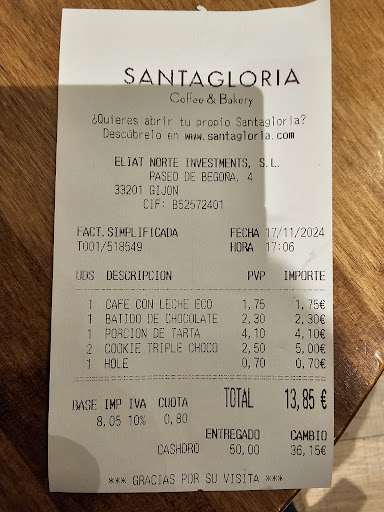 SANTAGLORIA
Coffee & Bakery
¿Quieres abrir tu propio Santagloria?
Descúbrelo en www.santagloria.com
ELIAT NORTE INVESTMENTS, S.L.
PASEO DE BEGOÑA, 4
33201 GIJON
CIF: B52572401
FACT.SIMPLIFICADA FECHA 17/11/2024
T001/518549 HORA 17:06
UDS DESCRIPCION PVP IMPORTE
1 CAFE CON LECHE ECO 1,75 1,75€
1 BATIDO DE CHOCOLATE 2,30 2,30€
1 PORCION DE TARTA 4,10 4,10€
2 COOKIE TRIPLE CHOCO 2,50 5,00€
1 HOLE 0,70 0,70€
BASE IMP IVA CUOTA TOTAL 13,85 €
8,05 10% 0,80
ENTREGADO CAMBIO
CASHDRO 50,00 36,15€
*** GRACIAS POR SU VISITA ***